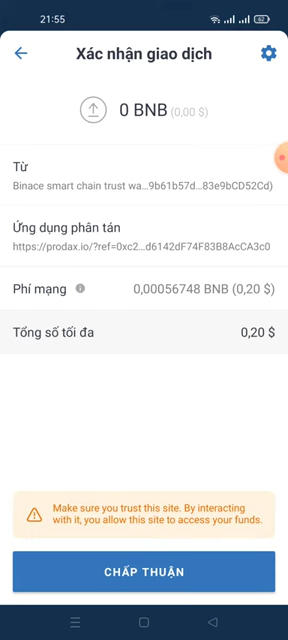 21:55
62
Xác nhận giao dịch
0 BNB (0,00 $)
Từ
Binace smart chain trust wa...9b61b57d...83e9bCD52Cd)
Ứng dụng phân tán
https://prodax.io/?ref=0xc2...d6142dF74F83B8AcCA3c0
Phí mạng 0,00056748 BNB (0,20 $)
Tổng số tối đa 0,20 $
Make sure you trust this site. By interacting
with it, you allow this site to access your funds.
CHẤP THUẬN